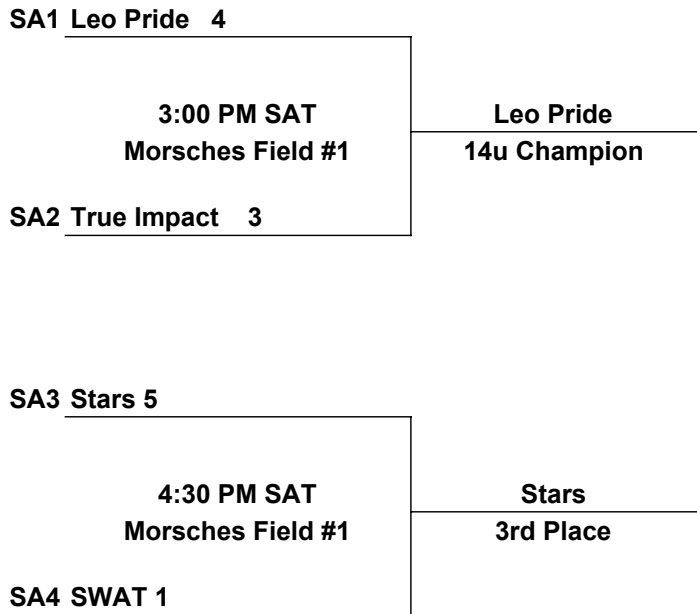 SA1 Leo Pride 4
3:00 PM SAT
Morsches Field #1
Leo Pride
14u Champion
SA2 True Impact 3
SA3 Stars 5
4:30 PM SAT
Morsches Field #1
Stars
3rd Place
SA4 SWAT 1